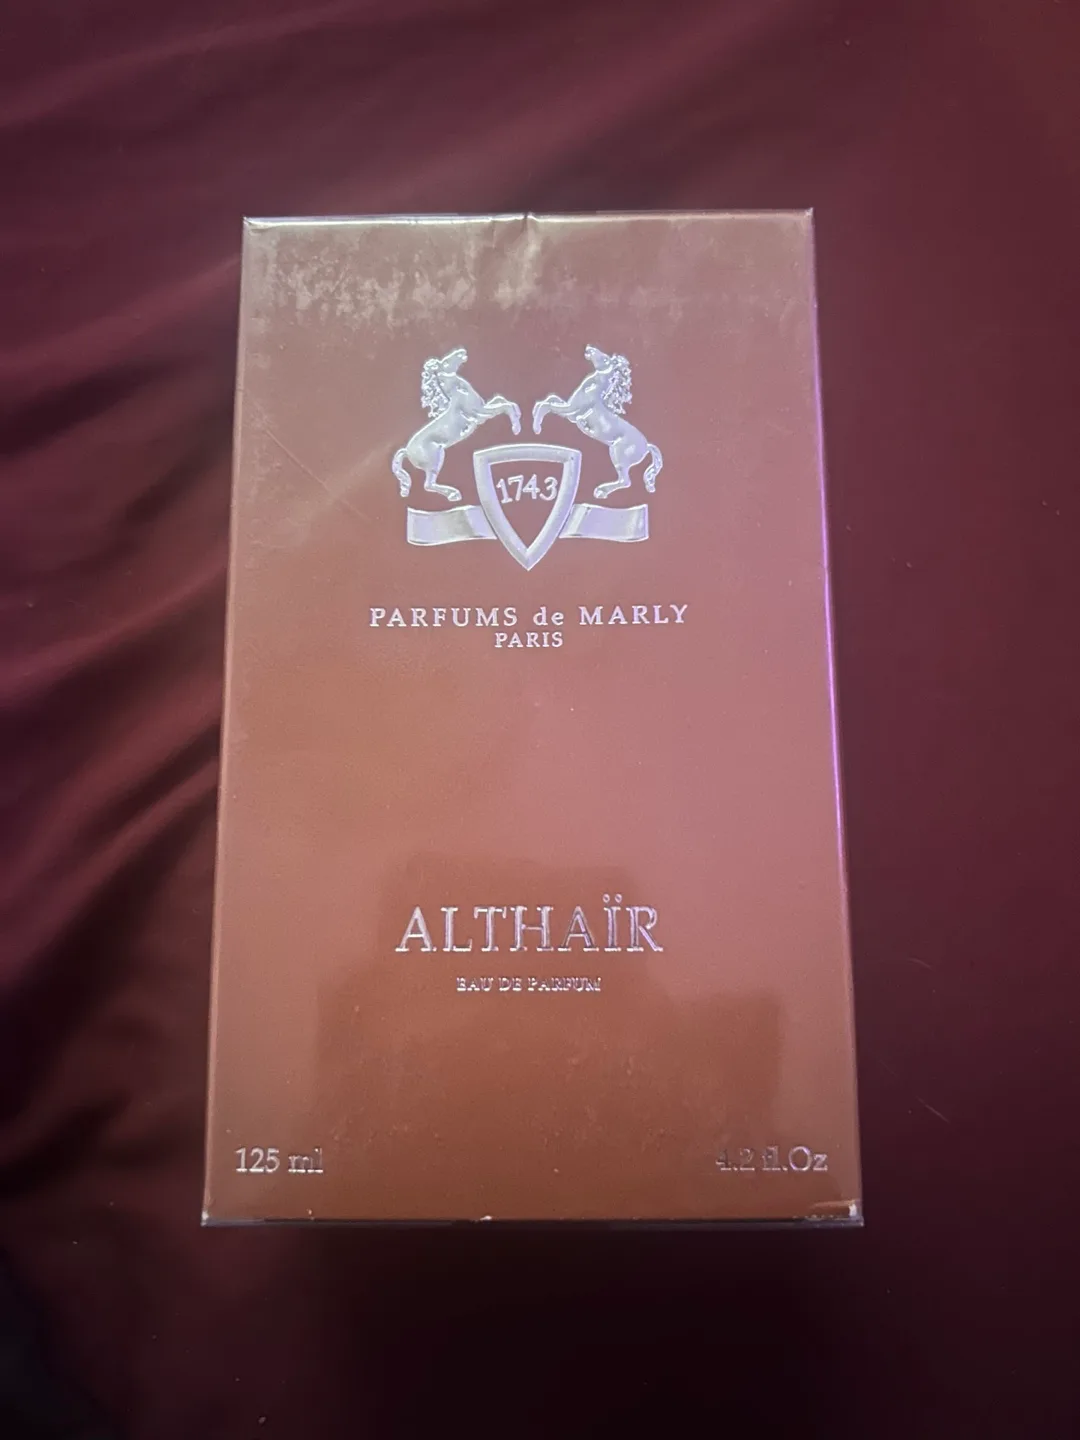 1743
PARFUMS de MARLY
PARIS
ALTHAÏR
EAU DE PARFUM
125 ml
4.2 fl.Oz